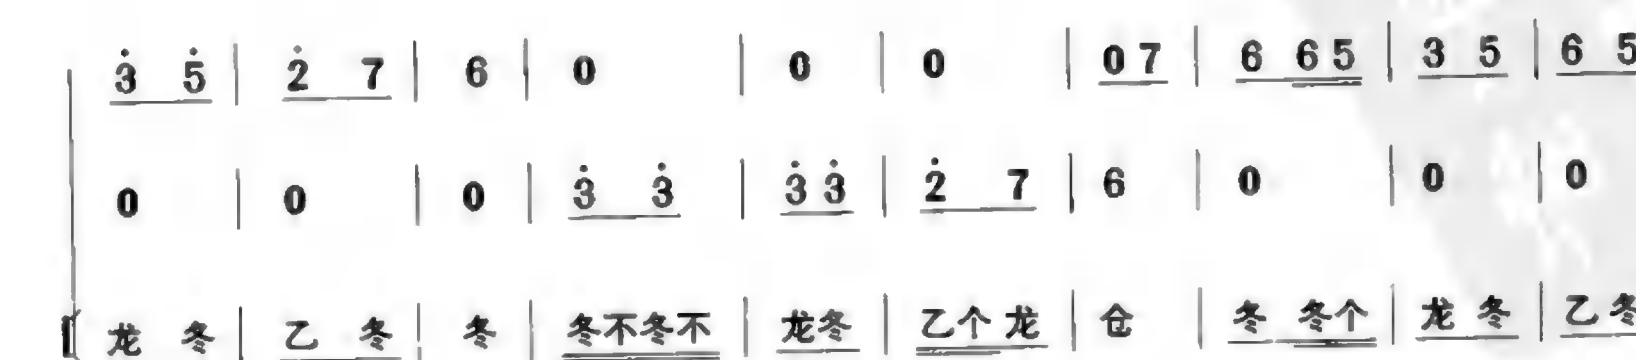 3̇ 5̇ | 2̇ 7 | 6 | 0 | 0 | 0 | 0 7 | 6 6 5 | 3 5 | 6 5
0 | 0 | 0 | 3̇ 3̇ | 3̇ 3̇ | 2̇ 7 | 6 | 0 | 0 | 0
龙 冬 | 乙 冬 | 冬 | 冬不冬不 | 龙冬 | 乙个 龙 | 仓 | 冬 冬个 | 龙 冬 | 乙冬